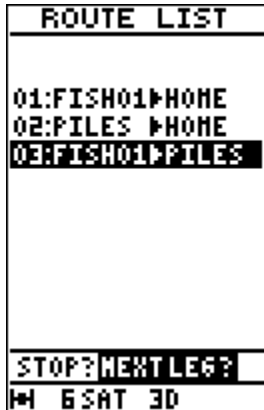 ROUTE LIST
01:FISH01▶HOME
02:PILES ▶HOME
03:FISH01▶PILES
STOP? NEXT LEG?
6 SAT 3D